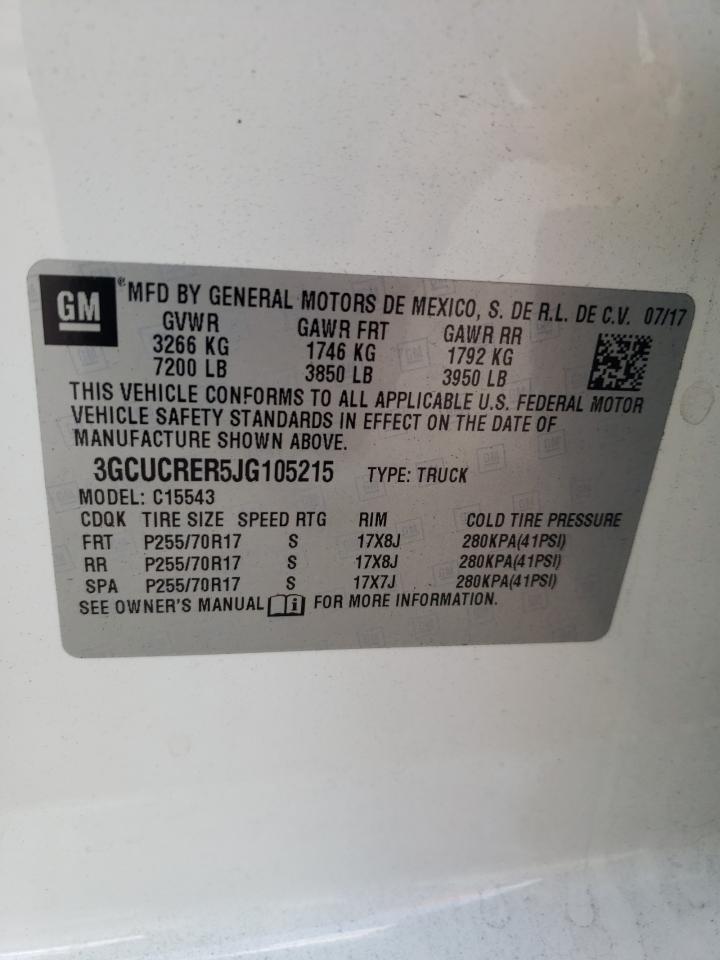 GM ® MFD BY GENERAL MOTORS DE MEXICO, S. DE R.L. DE C.V. 07/17
GVWR GAWR FRT GAWR RR
3266 KG 1746 KG 1792 KG
7200 LB 3850 LB 3950 LB
THIS VEHICLE CONFORMS TO ALL APPLICABLE U.S. FEDERAL MOTOR
VEHICLE SAFETY STANDARDS IN EFFECT ON THE DATE OF
MANUFACTURE SHOWN ABOVE.
3GCUCRER5JG105215 TYPE: TRUCK
MODEL: C15543
CDQK TIRE SIZE SPEED RTG RIM COLD TIRE PRESSURE
FRT P255/70R17 S 17X8J 280KPA(41PSI)
RR P255/70R17 S 17X8J 280KPA(41PSI)
SPA P255/70R17 S 17X7J 280KPA(41PSI)
SEE OWNER'S MANUAL i FOR MORE INFORMATION.